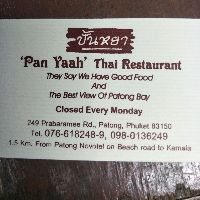 ปั้นหยา
'Pan Yaah' Thai Restaurant
They Say We Have Good Food
And
The Best View Of Patong Bay
Closed Every Monday
249 Prabaramee Rd., Patong, Phuket 83150
Tel. 076-618248-9, 098-0136249
1.5 Km. From Patong Novotel on Beach road to Kamala